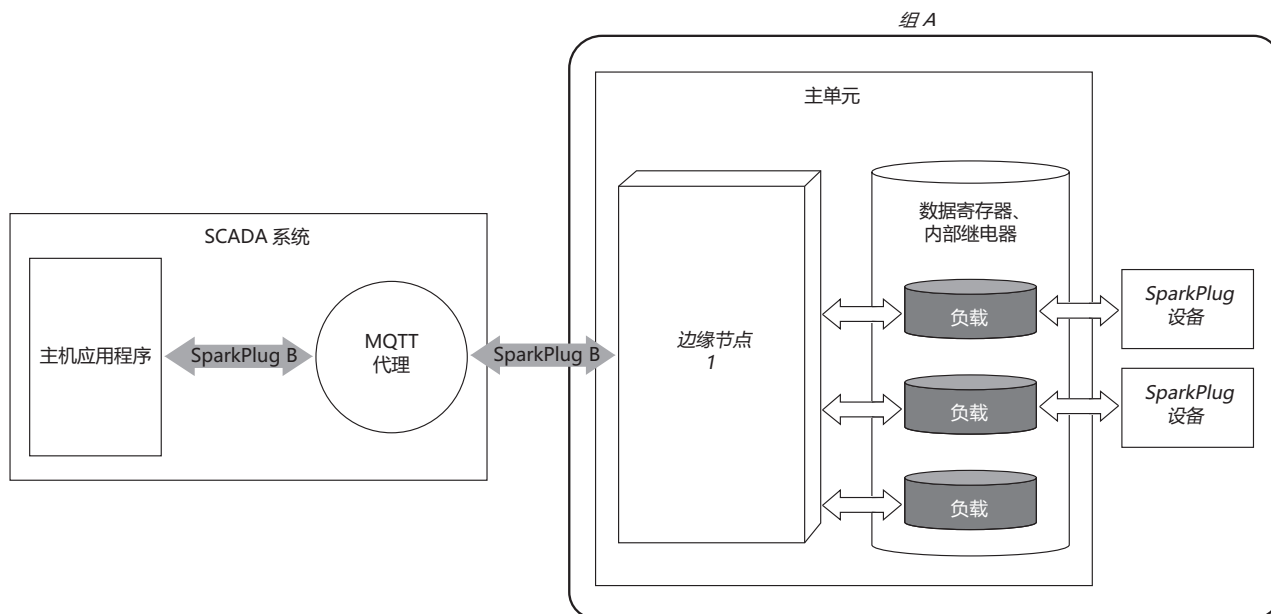 组 A
主单元
SCADA 系统
主机应用程序
SparkPlug B
MQTT
代理
SparkPlug B
边缘节点
1
数据寄存器、
内部继电器
负载
负载
负载
SparkPlug
设备
SparkPlug
设备